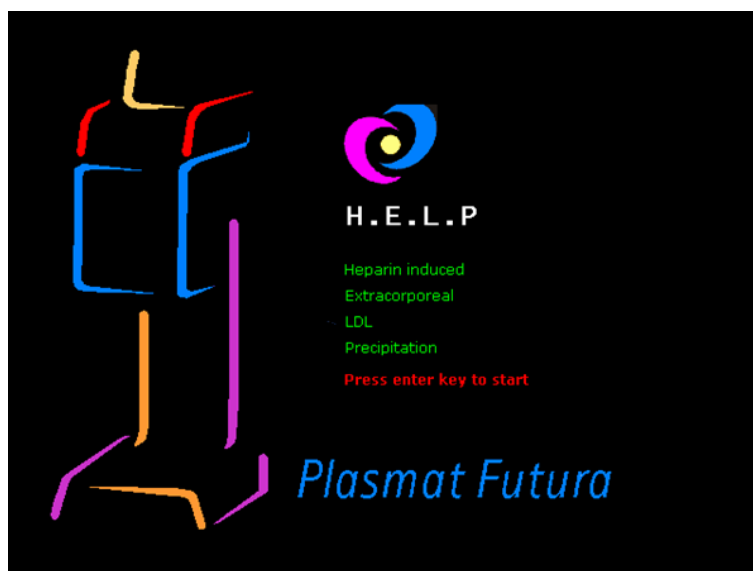 H.E.L.P
Heparin induced
Extracorporeal
LDL
Precipitation
Press enter key to start
Plasmat Futura